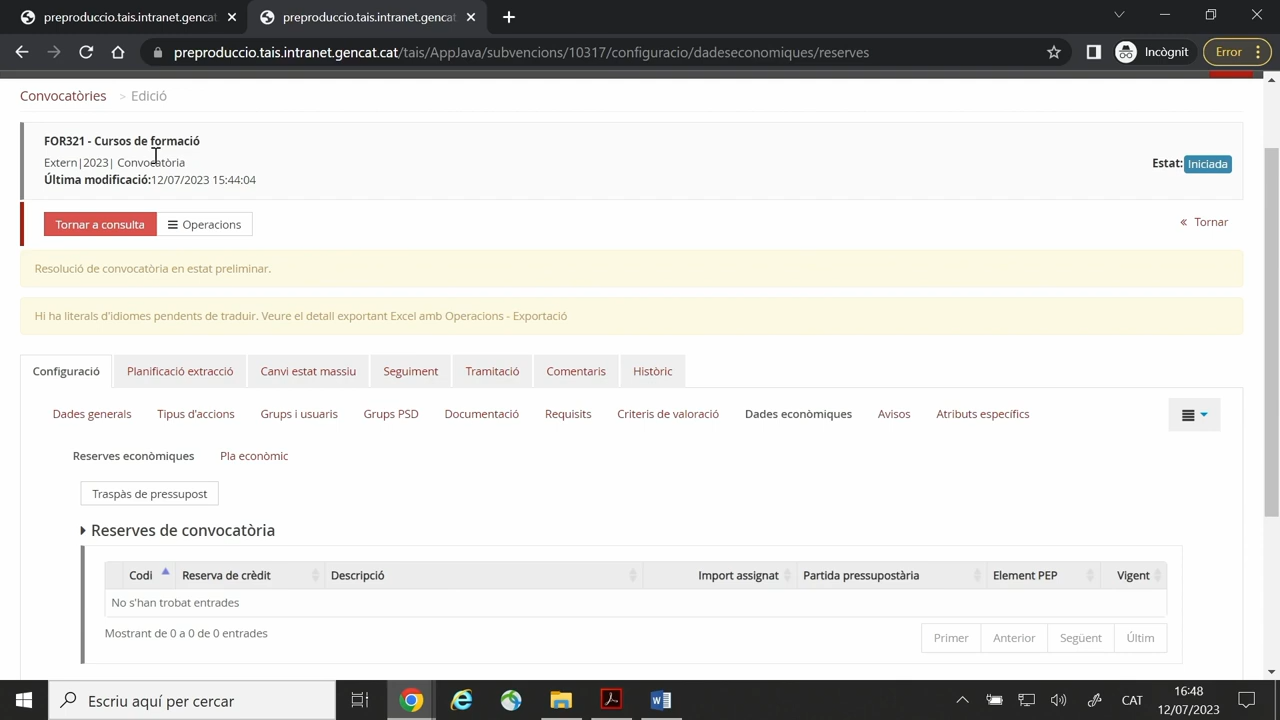 preproduccio.tais.intranet.gencat
preproduccio.tais.intranet.gencat
preproduccio.tais.intranet.gencat.cat/tais/AppJava/subvencions/10317/configuracio/dadeseconomiques/reserves
Incògnit
Error
Convocatòries > Edició
FOR321 - Cursos de formació
Extern|2023| Convocatòria
Estat: Iniciada
Última modificació:12/07/2023 15:44:04
Tornar a consulta
Operacions
« Tornar
Resolució de convocatòria en estat preliminar.
Hi ha literals d'idiomes pendents de traduir. Veure el detall exportant Excel amb Operacions - Exportació
Configuració Planificació extracció Canvi estat massiu Seguiment Tramitació Comentaris Històric
Dades generals Tipus d'accions Grups i usuaris Grups PSD Documentació Requisits Criteris de valoració Dades econòmiques Avisos Atributs específics
Reserves econòmiques Pla econòmic
Traspàs de pressupost
Reserves de convocatòria
Codi Reserva de crèdit Descripció Import assignat Partida pressupostària Element PEP Vigent
No s'han trobat entrades
Mostrant de 0 a 0 de 0 entrades
Primer Anterior Següent Últim
Escriu aquí per cercar
CAT
16:48
12/07/2023